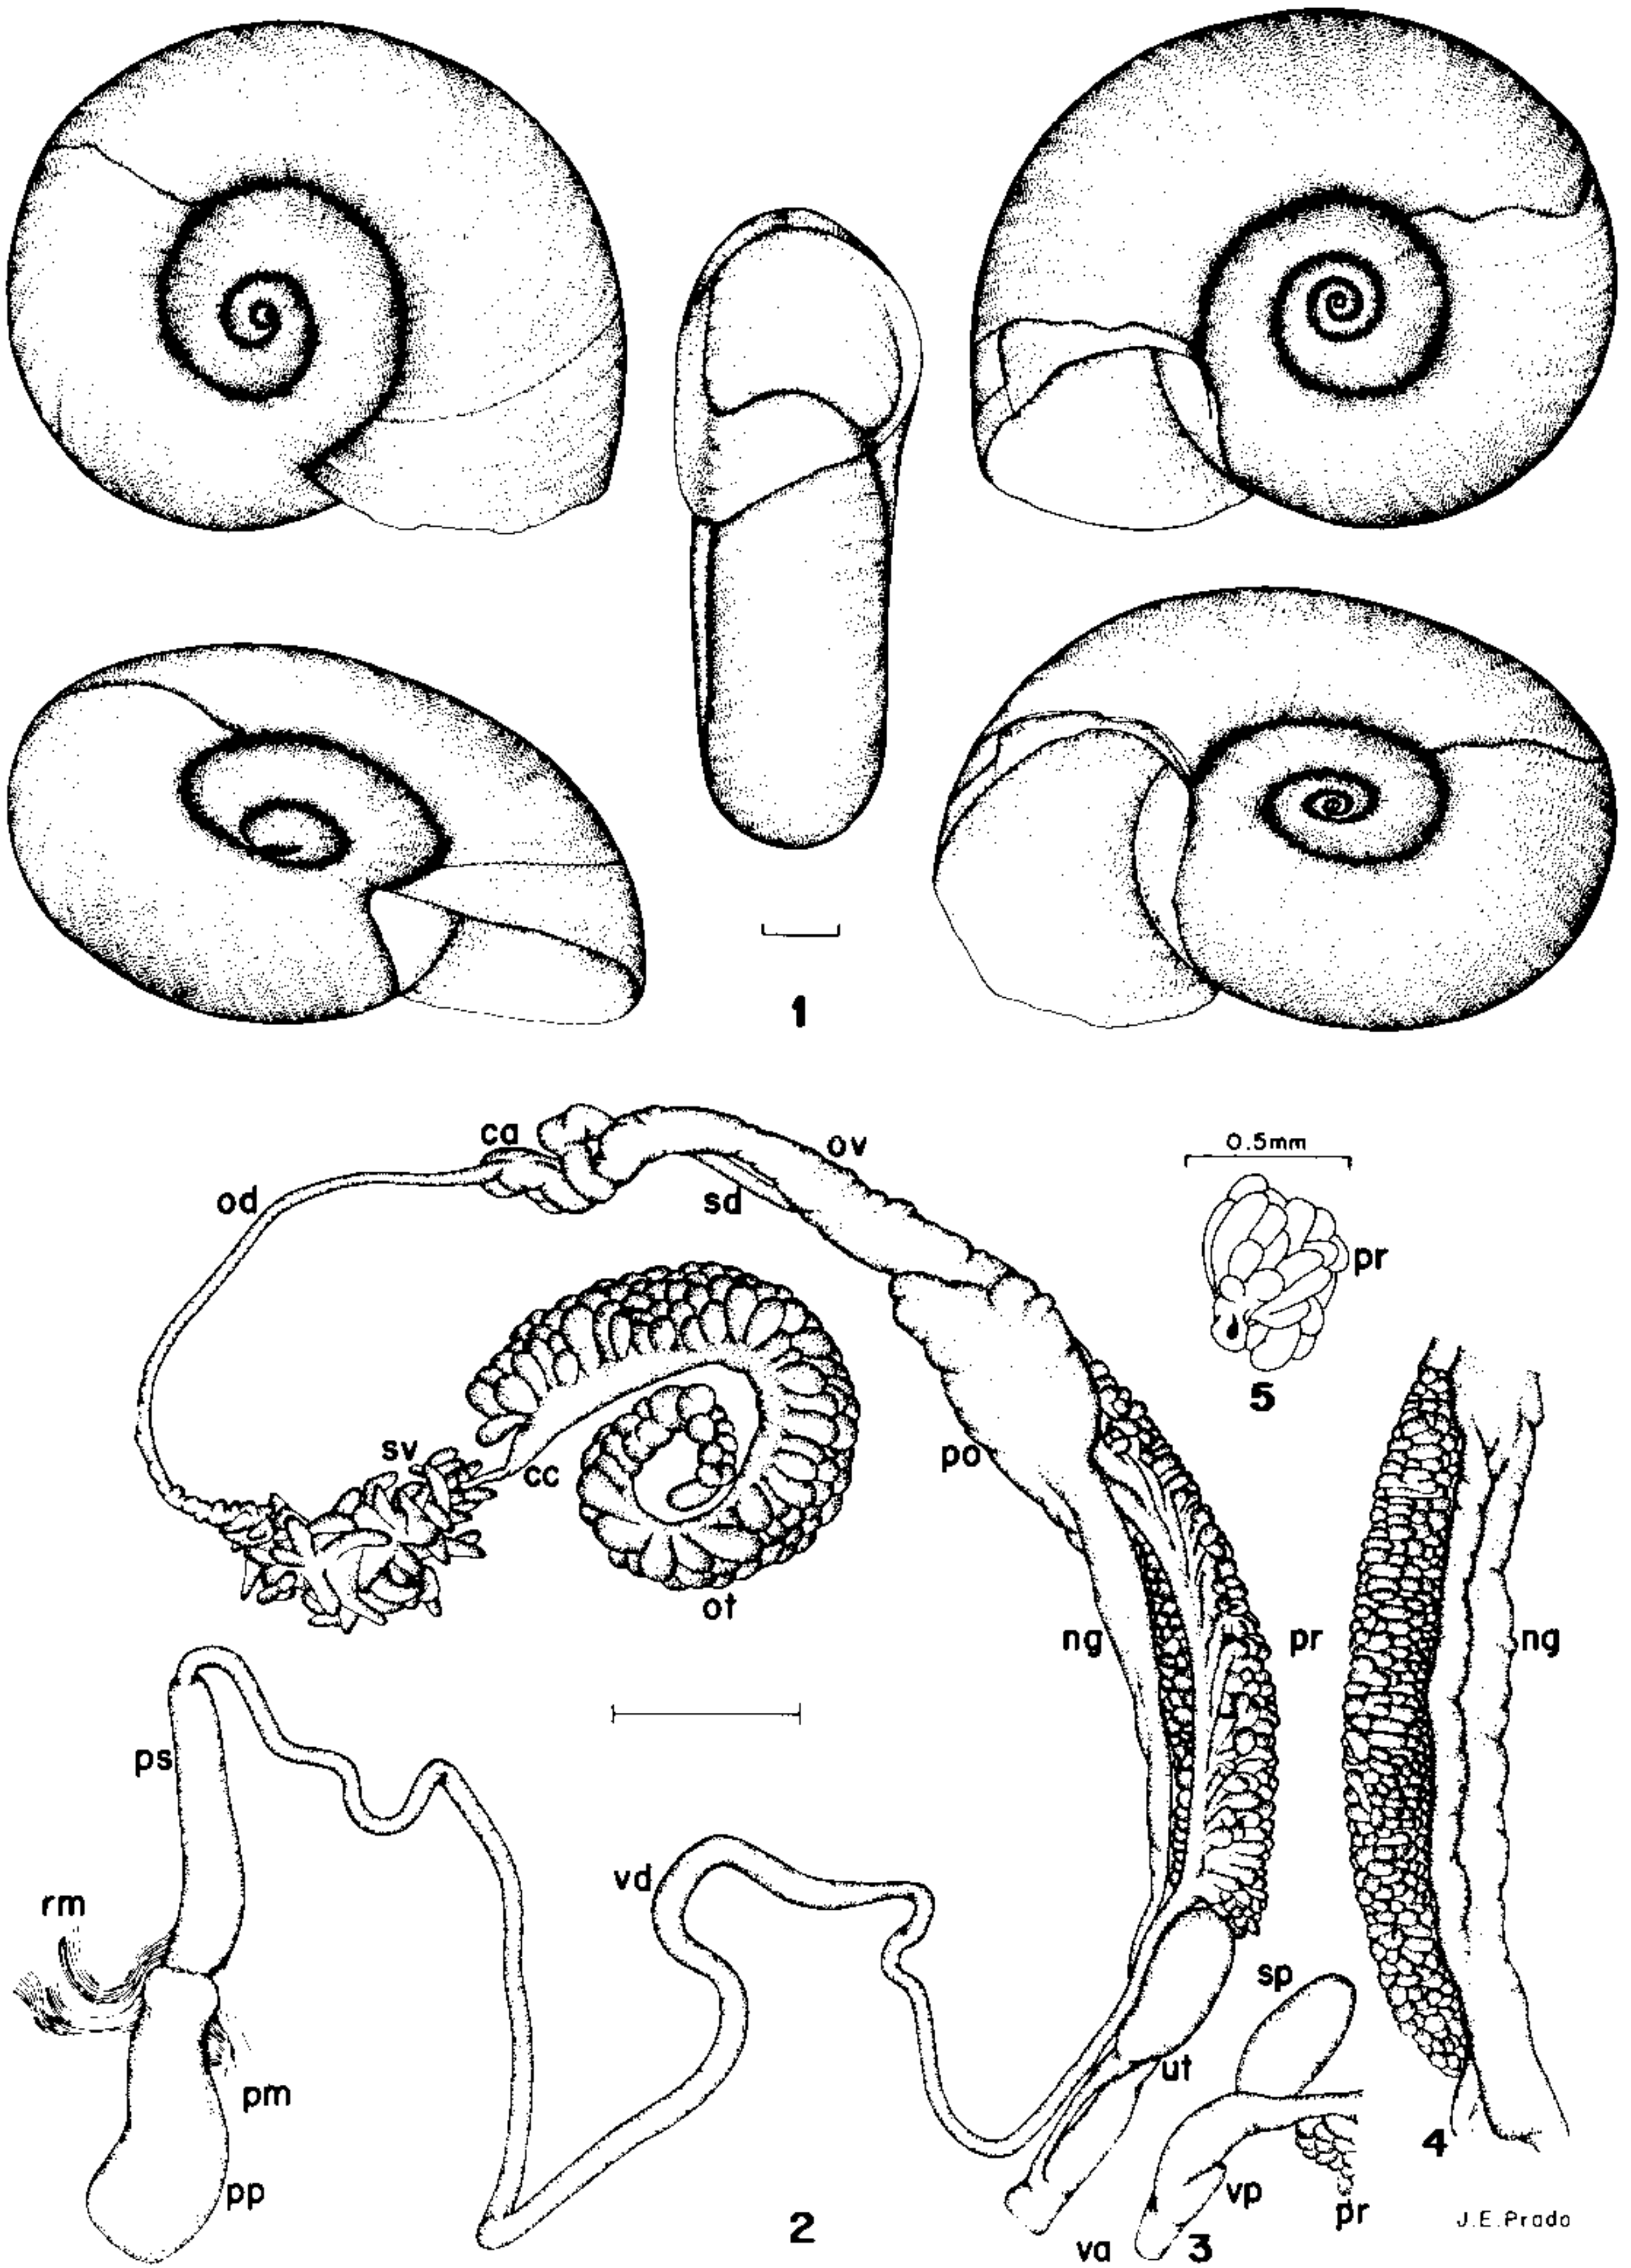 1
ca
ov
od
sd
0.5mm
pr
5
po
sv
cc
ot
ng
pr
ng
ps
vd
rm
sp
pm
ut
4
pp
vp
pr
2
va
3
J.E.Prado